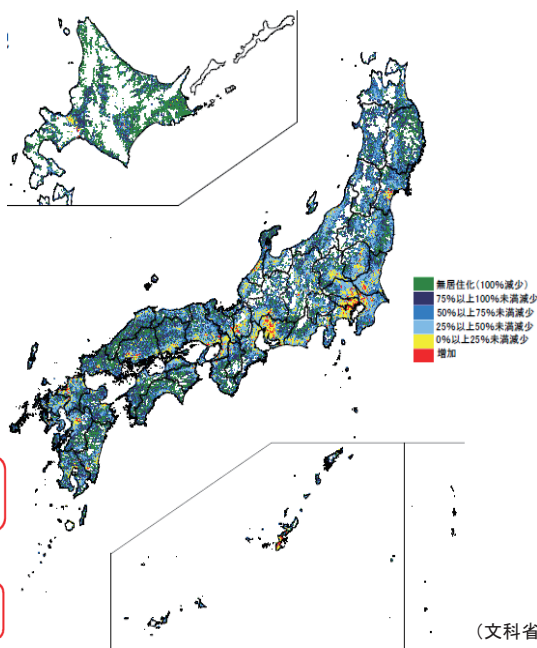 無居住化(100%減少)
75%以上100%未満減少
50%以上75%未満減少
25%以上50%未満減少
0%以上25%未満減少
増加
(文科省